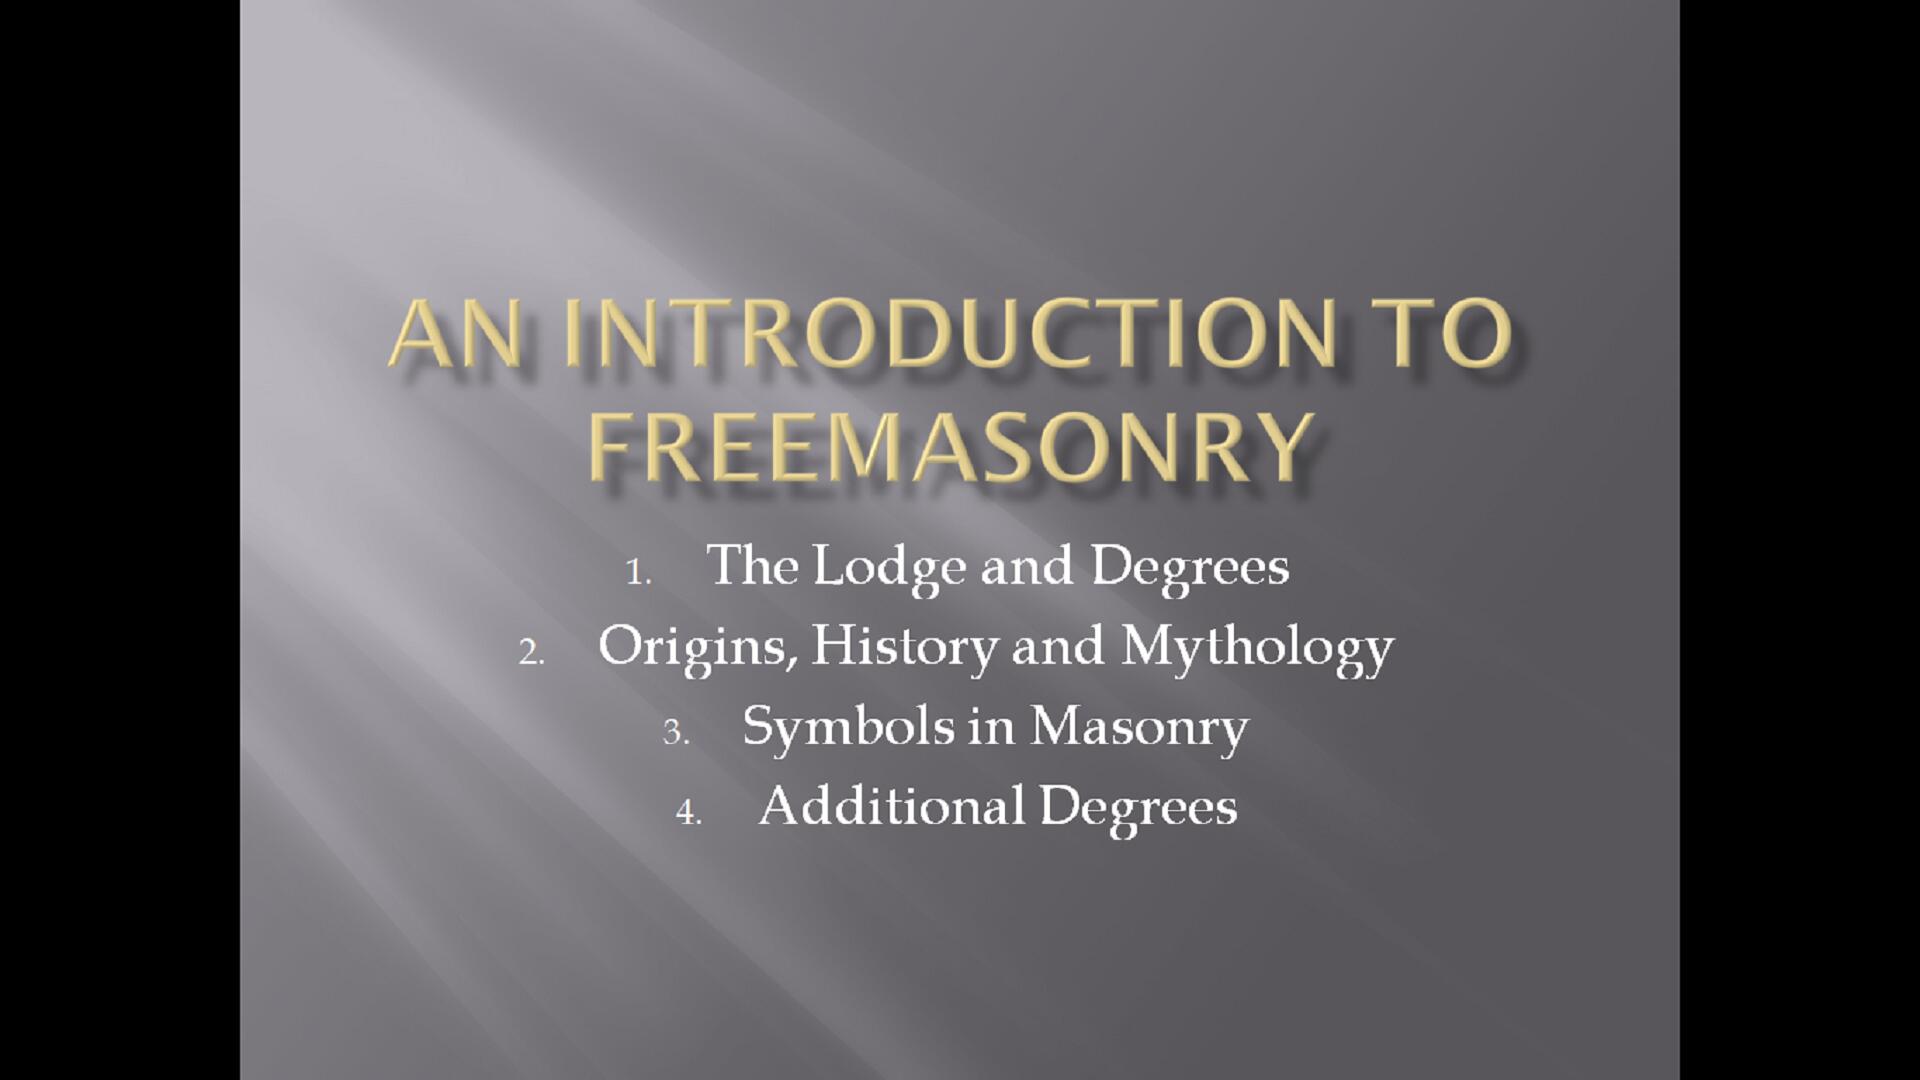 AN INTRODUCTION TO
FREEMASONRY
1. The Lodge and Degrees
2. Origins, History and Mythology
3. Symbols in Masonry
4. Additional Degrees